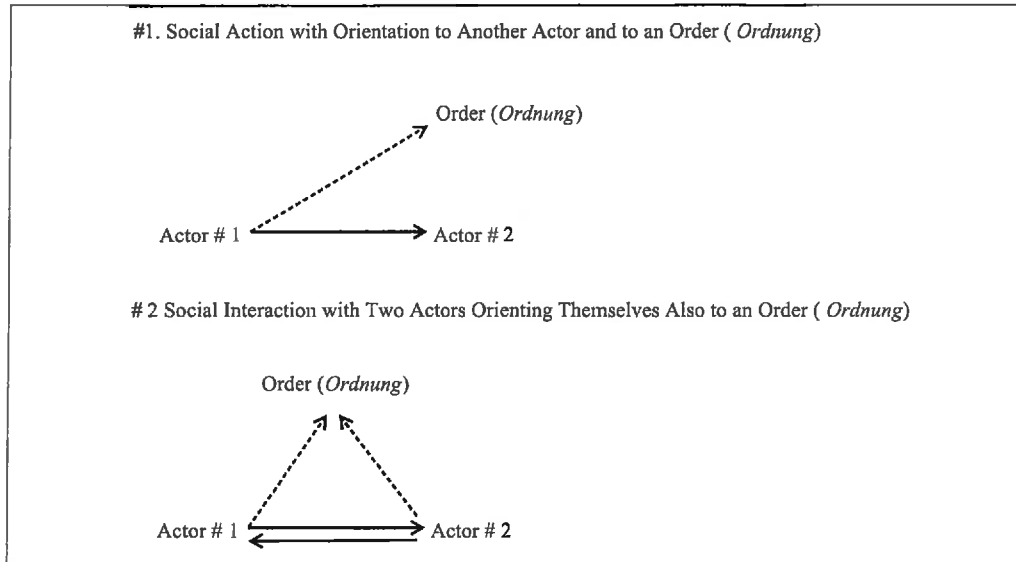 #1. Social Action with Orientation to Another Actor and to an Order ( Ordnung)
Order (Ordnung)
Actor # 1
Actor # 2
# 2 Social Interaction with Two Actors Orienting Themselves Also to an Order ( Ordnung)
Order (Ordnung)
Actor # 1
Actor # 2